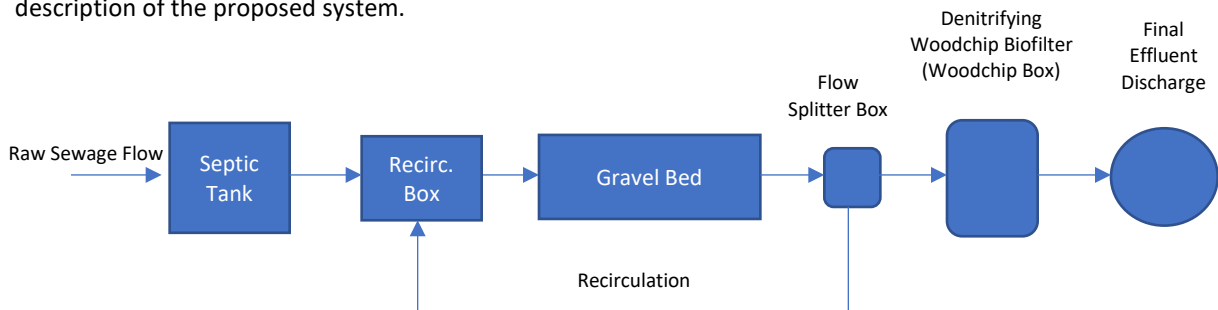 description of the proposed system.
Denitrifying
Woodchip Biofilter
(Woodchip Box)
Final
Effluent
Discharge
Flow
Splitter Box
Raw Sewage Flow
Septic
Tank
Recirc.
Box
Gravel Bed
Recirculation